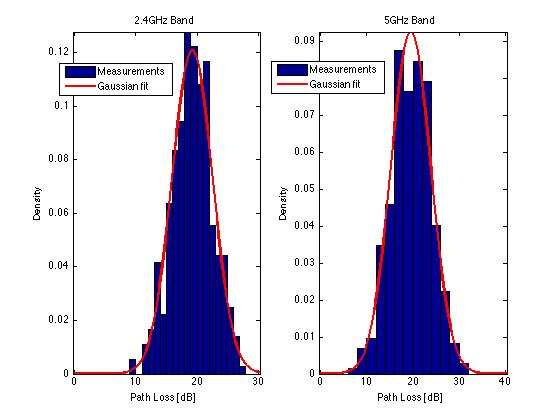 2.4GHz Band
0.12
0.1
0.08
0.06
0.04
0.02
0
0
10
20
30
Density
Path Loss [dB]
Measurements
Gaussian fit
5GHz Band
0.09
0.08
0.07
0.06
0.05
0.04
0.03
0.02
0.01
0
0
10
20
30
40
Density
Path Loss [dB]
Measurements
Gaussian fit